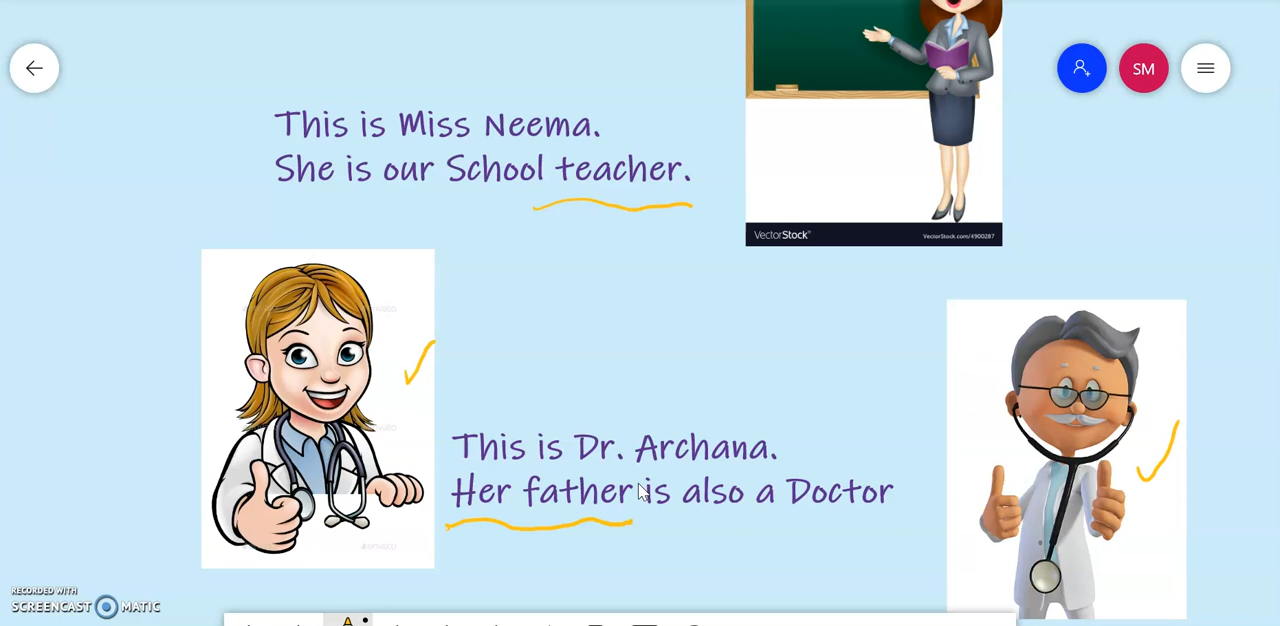 SM
This is Miss Neema.
She is our School teacher.
VectorStock®
VectorStock.com/4900287
This is Dr. Archana.
Her father is also a Doctor
RECORDED WITH
SCREENCAST MATIC